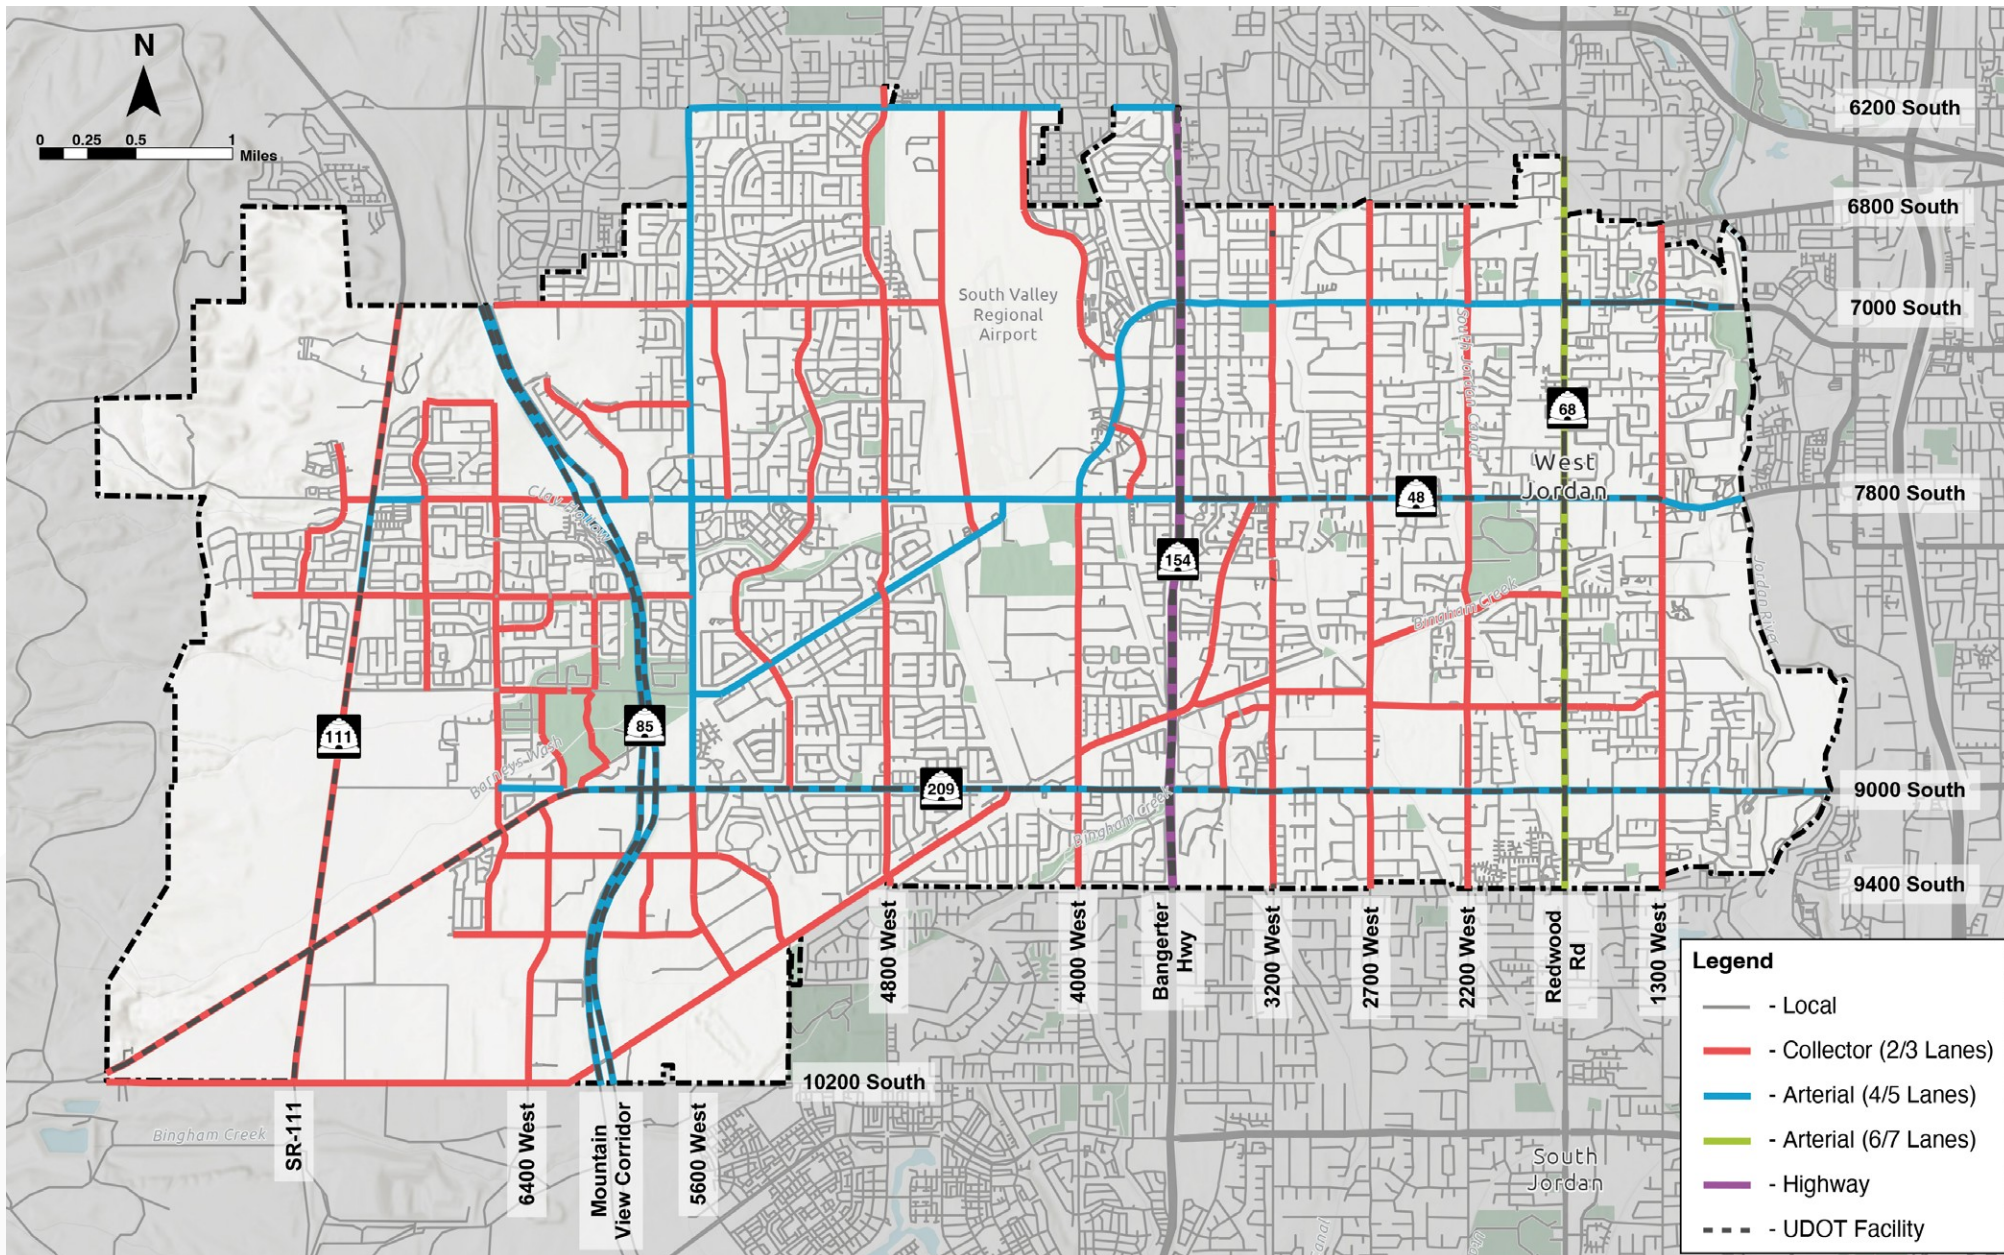 N
0 0.25 0.5 1
Miles
6200 South
6800 South
South Valley
Regional
Airport
7000 South
South Jordan Canal
68
West
Jordan
48
7800 South
Clay Hollow
154
Jordan River
Bingham Creek
111
85
Barneys Wash
209
9000 South
Bingham Creek
9400 South
4800 West
4000 West
Bangerter
Hwy
3200 West
2700 West
2200 West
Redwood
Rd
1300 West
10200 South
Bingham Creek
SR-111
6400 West
Mountain
View Corridor
5600 West
South
Jordan
Canal
Legend
- Local
- Collector (2/3 Lanes)
- Arterial (4/5 Lanes)
- Arterial (6/7 Lanes)
- Highway
- UDOT Facility